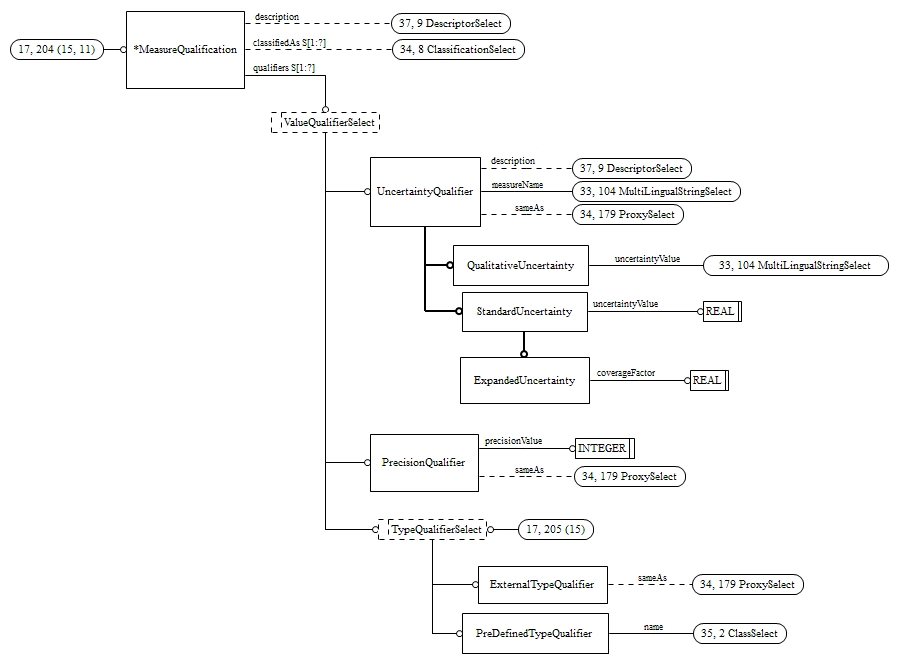 description
37, 9 DescriptorSelect
17, 204 (15, 11)
*MeasureQualification
classifiedAs S[1:?]
34, 8 ClassificationSelect
qualifiers S[1:?]
ValueQualifierSelect
description
37, 9 DescriptorSelect
UncertaintyQualifier
measureName
33, 104 MultiLingualStringSelect
sameAs
34, 179 ProxySelect
QualitativeUncertainty
uncertaintyValue
33, 104 MultiLingualStringSelect
StandardUncertainty
uncertaintyValue
REAL
ExpandedUncertainty
coverageFactor
REAL
precisionValue
INTEGER
PrecisionQualifier
sameAs
34, 179 ProxySelect
TypeQualifierSelect
17, 205 (15)
ExternalTypeQualifier
sameAs
34, 179 ProxySelect
PreDefinedTypeQualifier
name
35, 2 ClassSelect